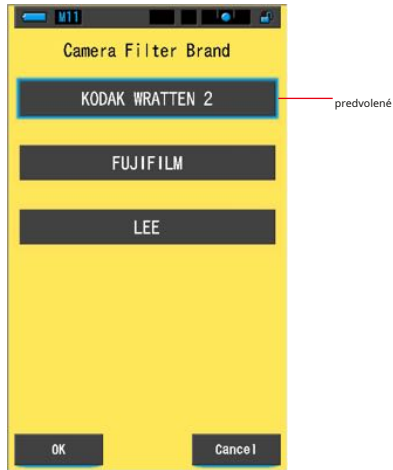 M11
Camera Filter Brand
KODAK WRATTEN 2
predvolené
FUJIFILM
LEE
OK
Cancel